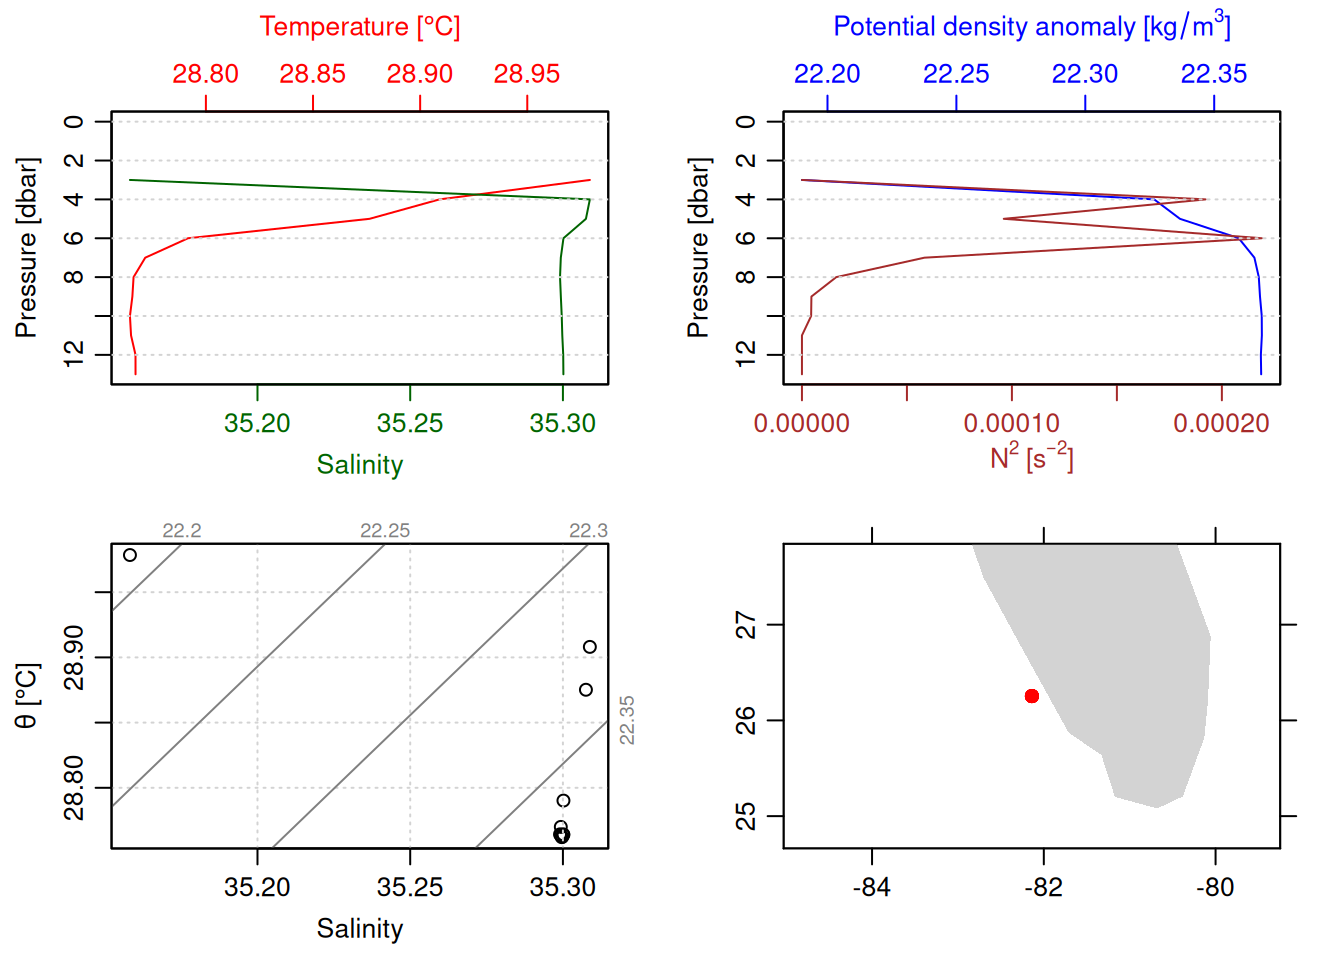 Temperature [°C]
28.80 28.85 28.90 28.95
Pressure [dbar]
0 2 4 6 8 12
35.20 35.25 35.30
Salinity
Potential density anomaly [kg/m³]
22.20 22.25 22.30 22.35
Pressure [dbar]
0 2 4 6 8 12
0.00000 0.00010 0.00020
N² [s⁻²]
22.2 22.25 22.3
22.35
θ [°C]
28.90
28.80
35.20 35.25 35.30
Salinity
27
26
25
-84 -82 -80